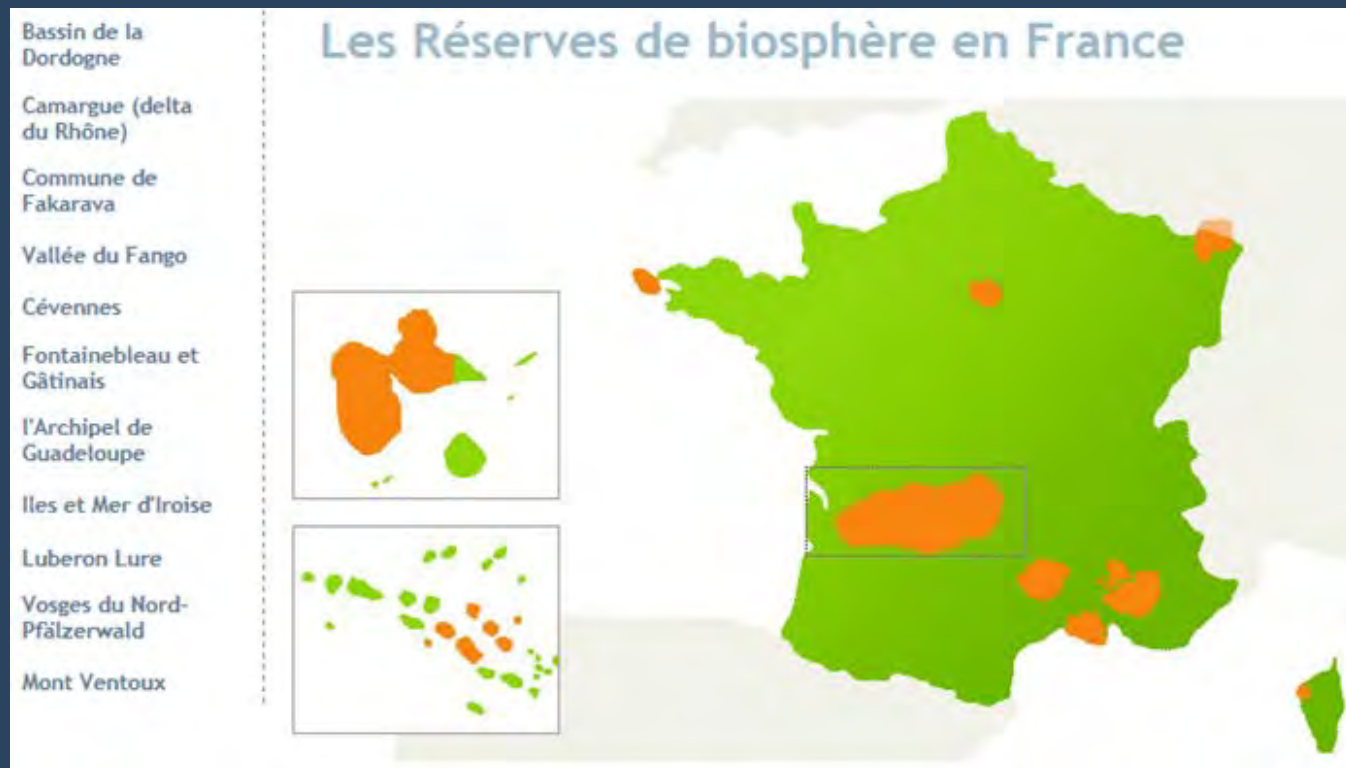 Les Réserves de biosphère en France
Bassin de la
Dordogne
Camargue (delta
du Rhône)
Commune de
Fakarava
Vallée du Fango
Cévennes
Fontainebleau et
Gâtinais
l'Archipel de
Guadeloupe
Iles et Mer d'Iroise
Luberon Lure
Vosges du Nord-
Pfälzerwald
Mont Ventoux